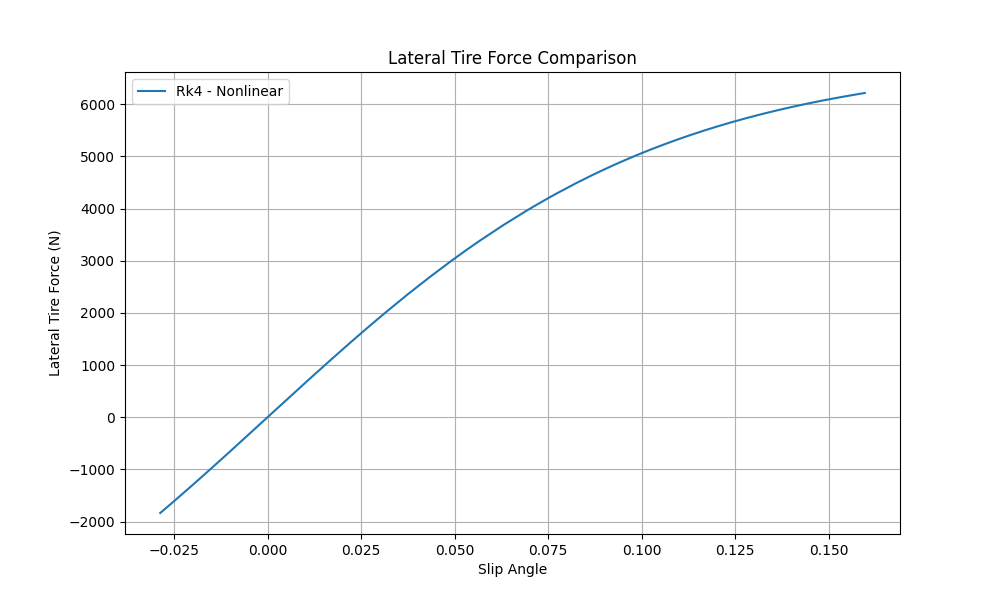 Lateral Tire Force Comparison
Rk4 - Nonlinear
6000
5000
4000
3000
2000
1000
0
−1000
−2000
Lateral Tire Force (N)
−0.025 0.000 0.025 0.050 0.075 0.100 0.125 0.150
Slip Angle